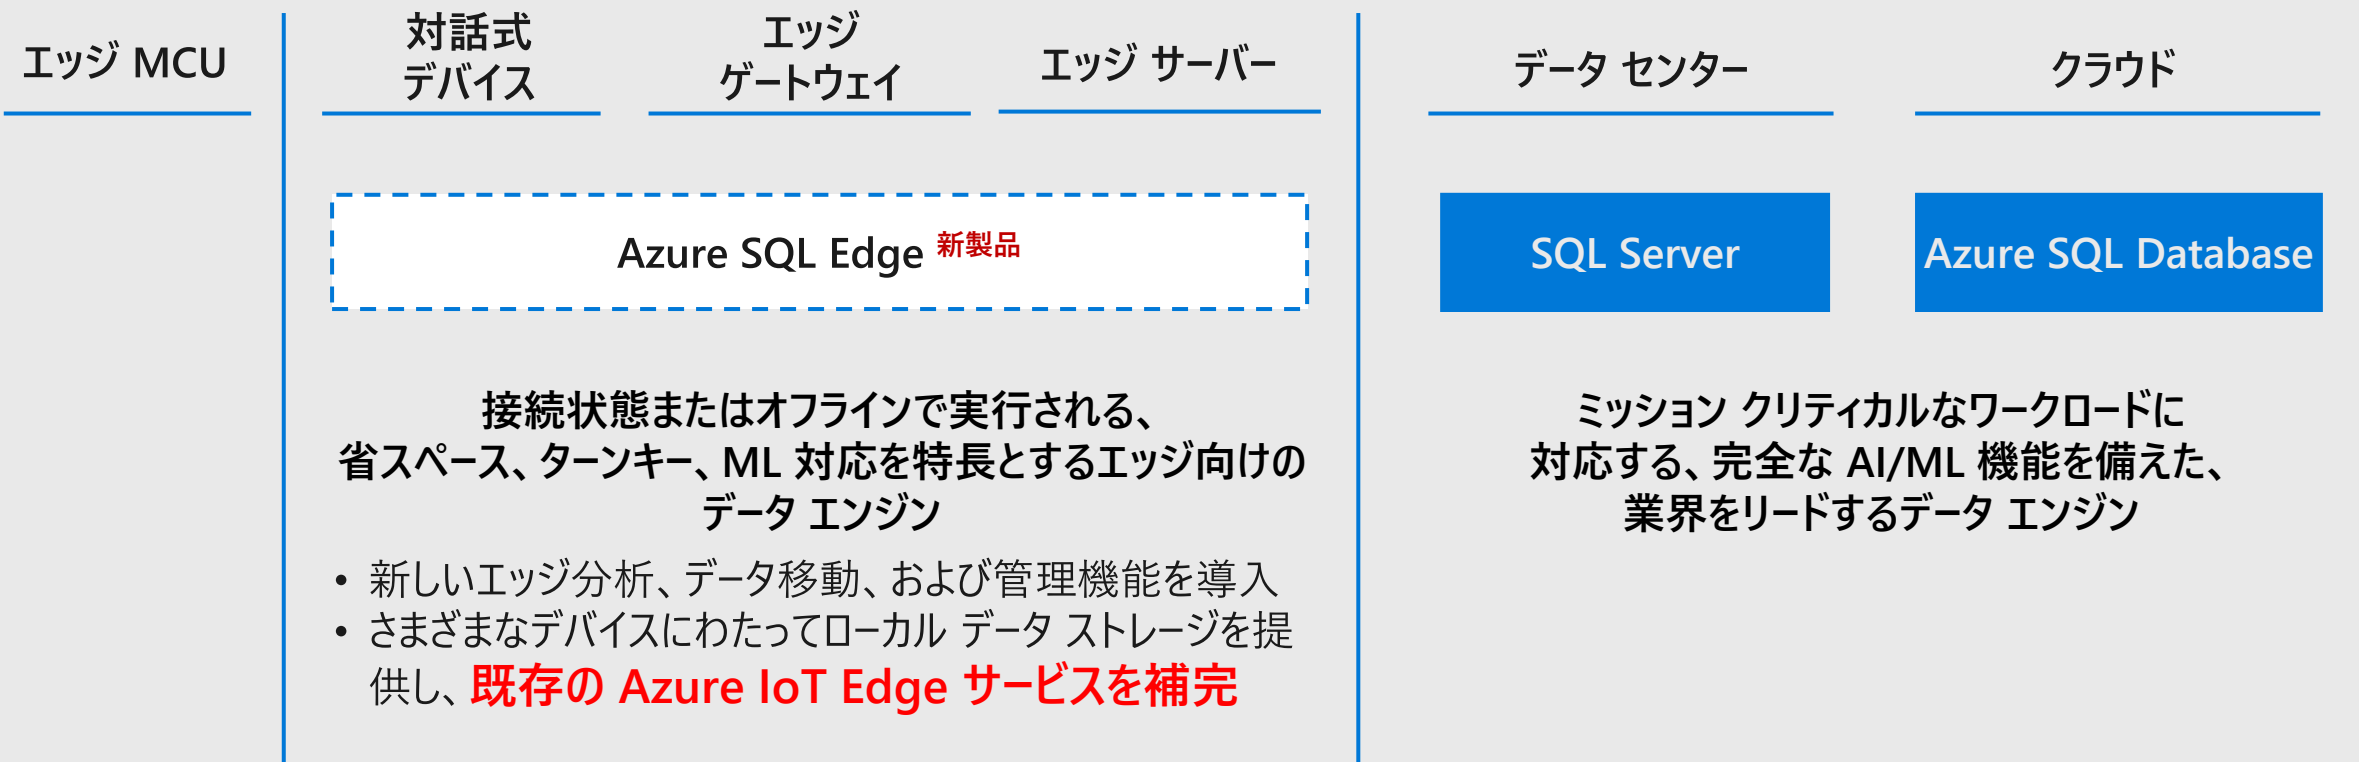 エッジ MCU
対話式
デバイス
エッジ
ゲートウェイ
エッジ サーバー
データ センター
クラウド
Azure SQL Edge 新製品
SQL Server
Azure SQL Database
接続状態またはオフラインで実行される、
省スペース、ターンキー、ML 対応を特長とするエッジ向けの
データ エンジン
• 新しいエッジ分析、データ移動、および管理機能を導入
• さまざまなデバイスにわたってローカル データ ストレージを提
供し、既存の Azure IoT Edge サービスを補完
ミッション クリティカルなワークロードに
対応する、完全な AI/ML 機能を備えた、
業界をリードするデータ エンジン